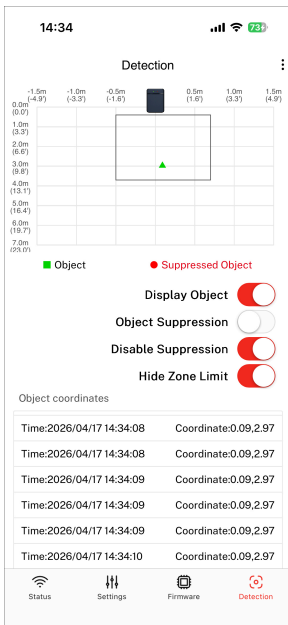 14:34
73
Detection
-1.5m -1.0m -0.5m 0.5m 1.0m 1.5m
(-4.9') (-3.3') (-1.6') (1.6') (3.3') (4.9')
0.0m
(0.0')
1.0m
(3.3')
2.0m
(6.6')
3.0m
(9.8')
4.0m
(13.1')
5.0m
(16.4')
6.0m
(19.7')
7.0m
(23.0')
Object Suppressed Object
Display Object
Object Suppression
Disable Suppression
Hide Zone Limit
Object coordinates
Time:2026/04/17 14:34:08 Coordinate:0.09,2.97
Time:2026/04/17 14:34:08 Coordinate:0.09,2.97
Time:2026/04/17 14:34:09 Coordinate:0.09,2.97
Time:2026/04/17 14:34:09 Coordinate:0.09,2.97
Time:2026/04/17 14:34:09 Coordinate:0.09,2.97
Time:2026/04/17 14:34:10 Coordinate:0.09,2.97
Status Settings Firmware Detection